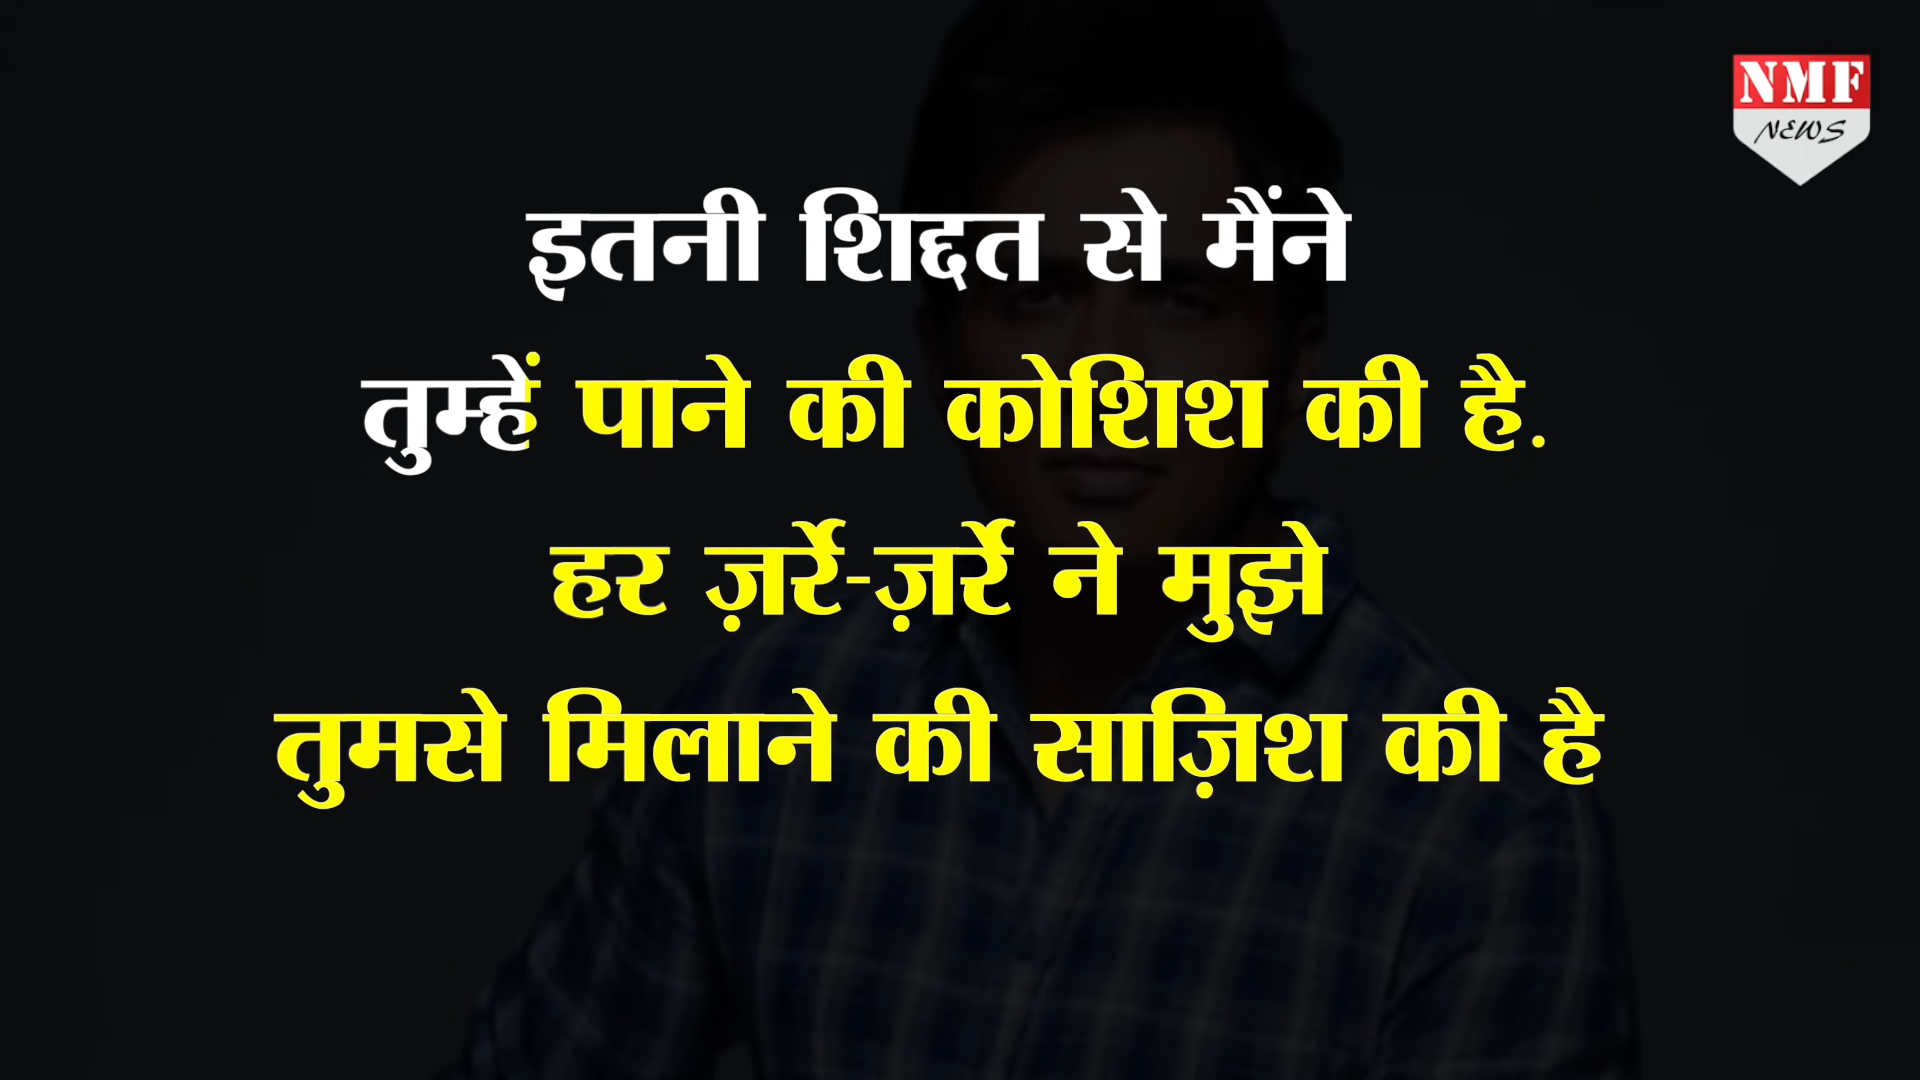 NMF
NEWS
इतनी शिद्दत से मैंने
तुम्हें पाने की कोशिश की है.
हर ज़र्रे-ज़र्रे ने मुझे
तुमसे मिलाने की साज़िश की है